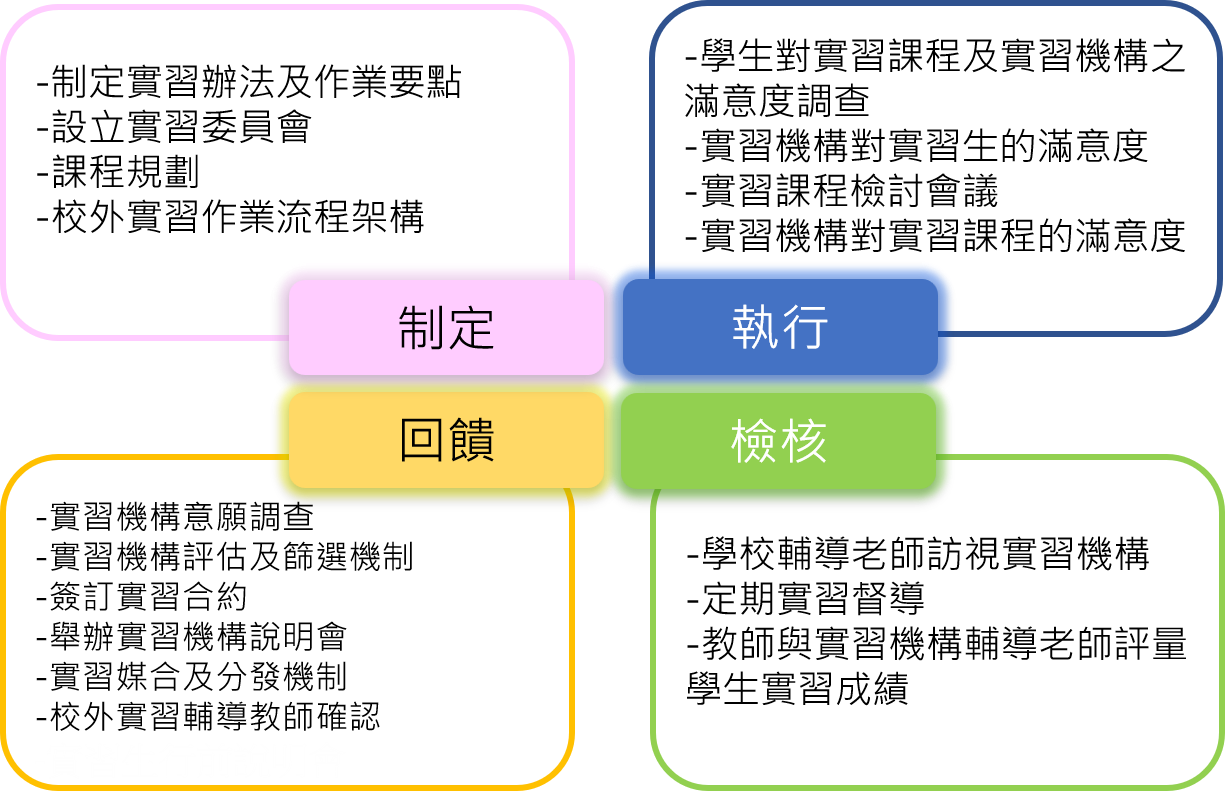 -制定實習辦法及作業要點
-設立實習委員會
-課程規劃
-校外實習作業流程架構
制定
-學生對實習課程及實習機構之
滿意度調查
-實習機構對實習生的滿意度
-實習課程檢討會議
-實習機構對實習課程的滿意度
執行
回饋
-實習機構意願調查
-實習機構評估及篩選機制
-簽訂實習合約
-舉辦實習機構說明會
-實習媒合及分發機制
-校外實習輔導教師確認
檢核
-學校輔導老師訪視實習機構
-定期實習督導
-教師與實習機構輔導老師評量
學生實習成績